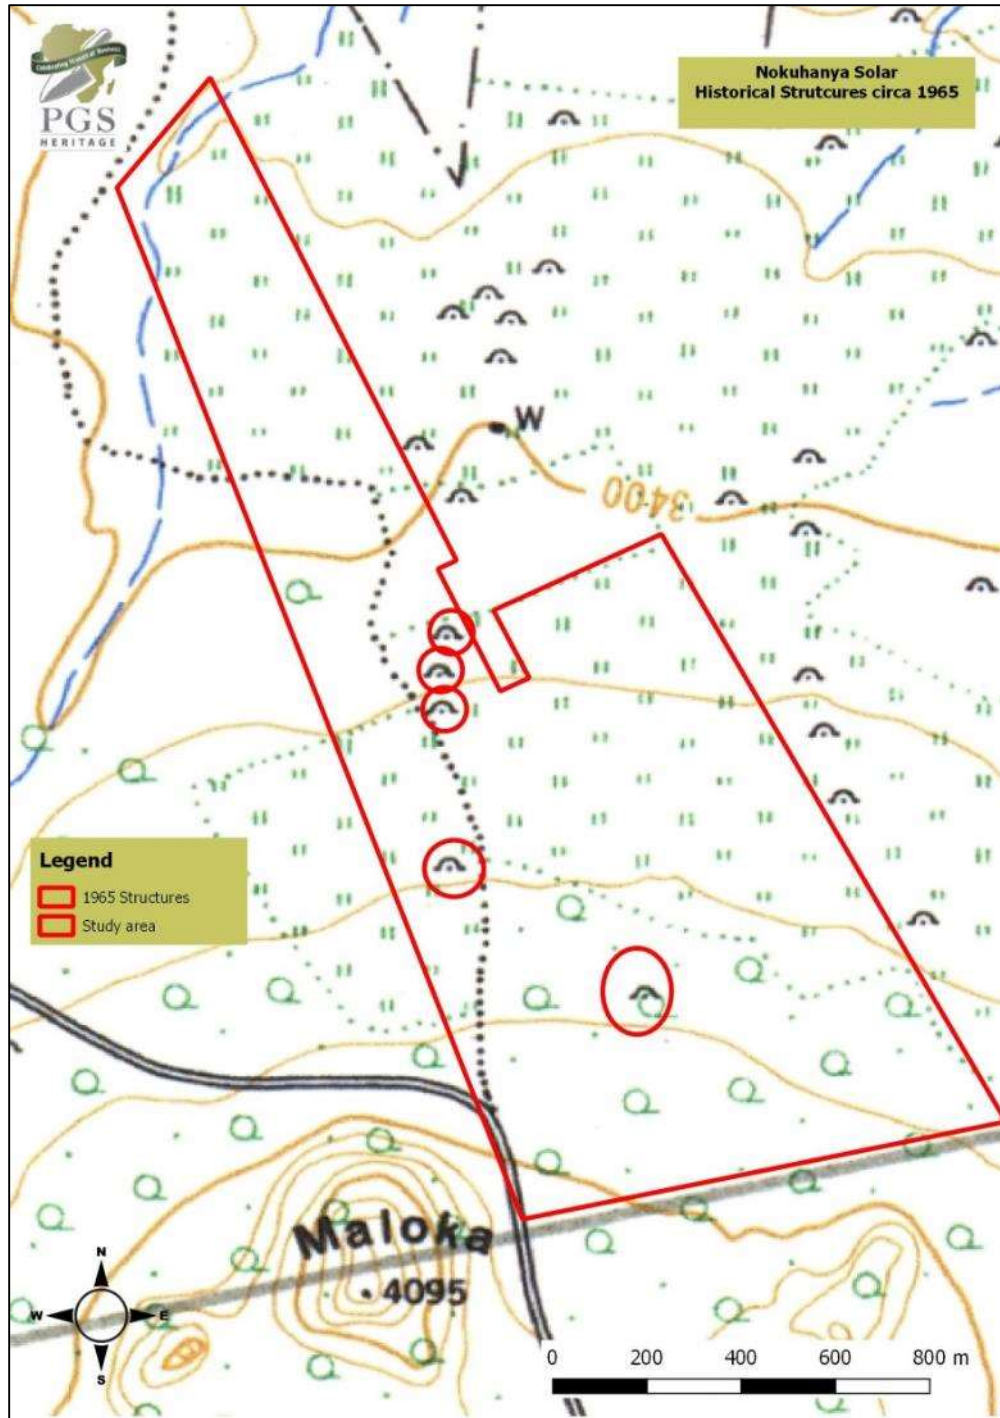 PGS
HERITAGE
Nokuhanya Solar
Historical Strutcures circa 1965
W
3400
Legend
1965 Structures
Study area
Maloka
4095
N
W
E
S
0 200 400 600 800 m